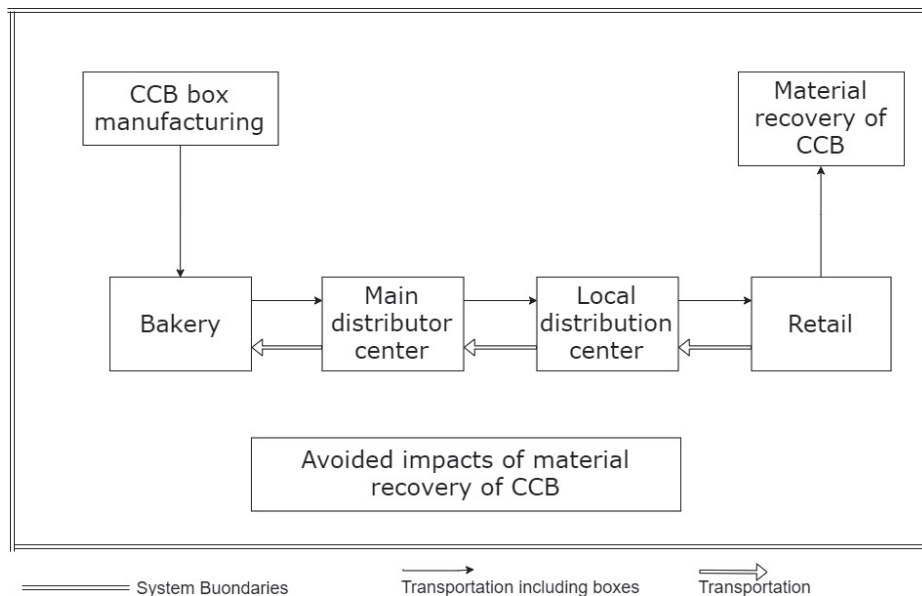 CCB box
manufacturing
Material
recovery of
CCB
Bakery
Main
distributor
center
Local
distribution
center
Retail
Avoided impacts of material
recovery of CCB
System Buondaries
Transportation including boxes
Transportation